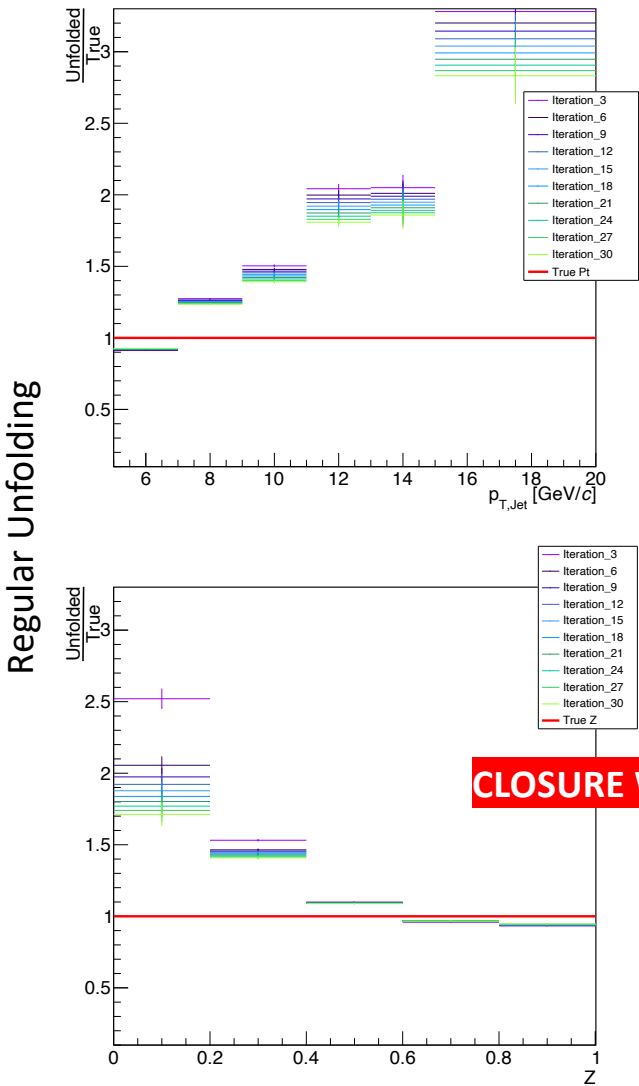 Regular Unfolding
Unfolded
True
3
2.5
2
1.5
1
0.5
6 8 10 12 14 16 18 20
p_T,Jet [GeV/c]
Iteration_3
Iteration_6
Iteration_9
Iteration_12
Iteration_15
Iteration_18
Iteration_21
Iteration_24
Iteration_27
Iteration_30
True Pt
Unfolded
True
3
2.5
2
1.5
1
0.5
0 0.2 0.4 0.6 0.8 1
Z
Iteration_3
Iteration_6
Iteration_9
Iteration_12
Iteration_15
Iteration_18
Iteration_21
Iteration_24
Iteration_27
Iteration_30
True Z
CLOSURE